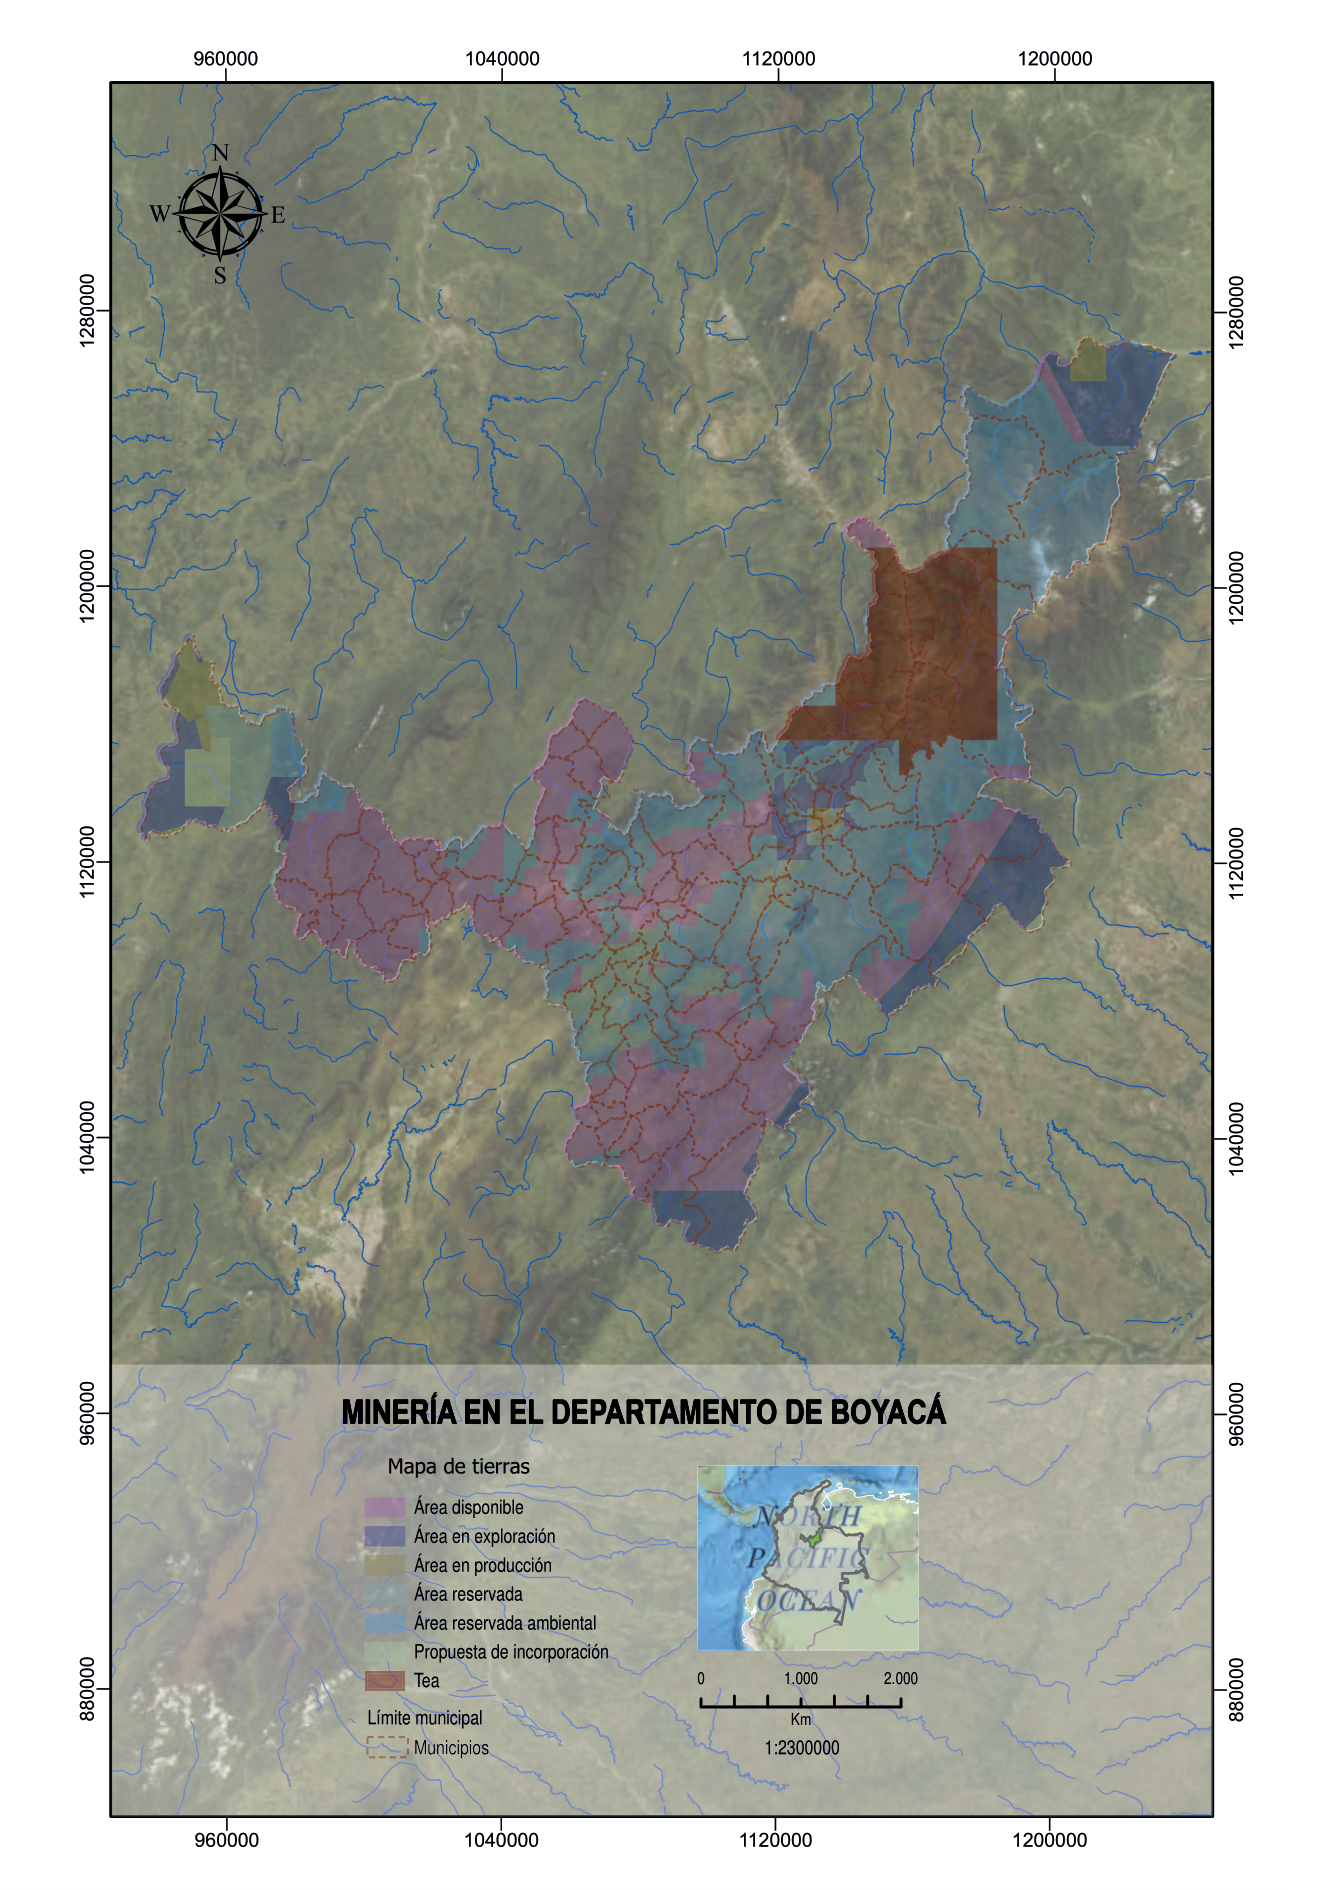 960000 1040000 1120000 1200000
N
W E
S
1280000 1280000
1200000 1200000
1120000 1120000
1040000 1040000
960000 960000
880000 880000
MINERÍA EN EL DEPARTAMENTO DE BOYACÁ
Mapa de tierras
Área disponible
Área en exploración
Área en producción
Área reservada
Área reservada ambiental
Propuesta de incorporación
Tea
Límite municipal
Municipios
NORTH
PACIFIC
OCEAN
0 1.000 2.000
Km
1:2300000
960000 1040000 1120000 1200000